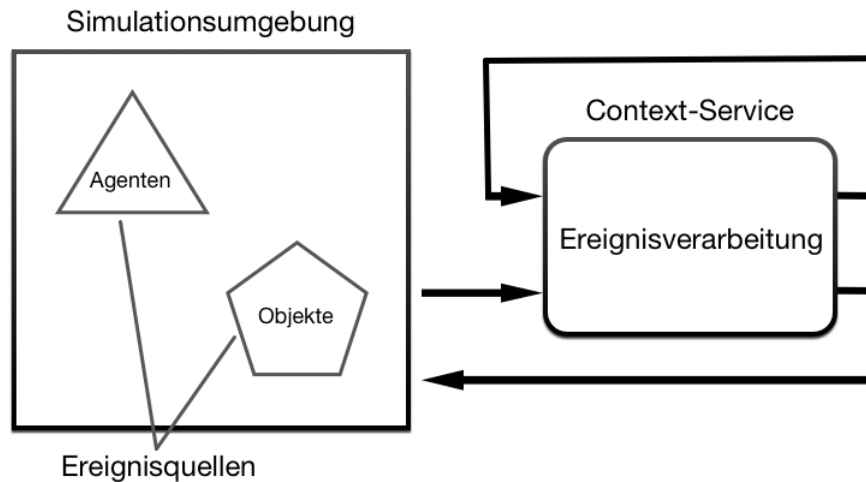 Simulationsumgebung
Context-Service
Agenten
Ereignisverarbeitung
Objekte
Ereignisquellen